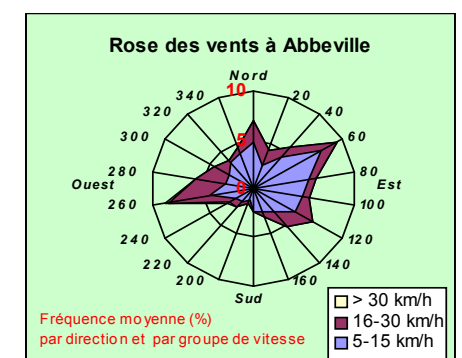 Rose des vents à Abbeville
Nord
10
340
20
320
40
300
60
5
280
80
Ouest
0
Est
260
100
240
120
220
140
200
160
Sud
Fréquence moyenne (%)
par direction et par groupe de vitesse
> 30 km/h
16-30 km/h
5-15 km/h